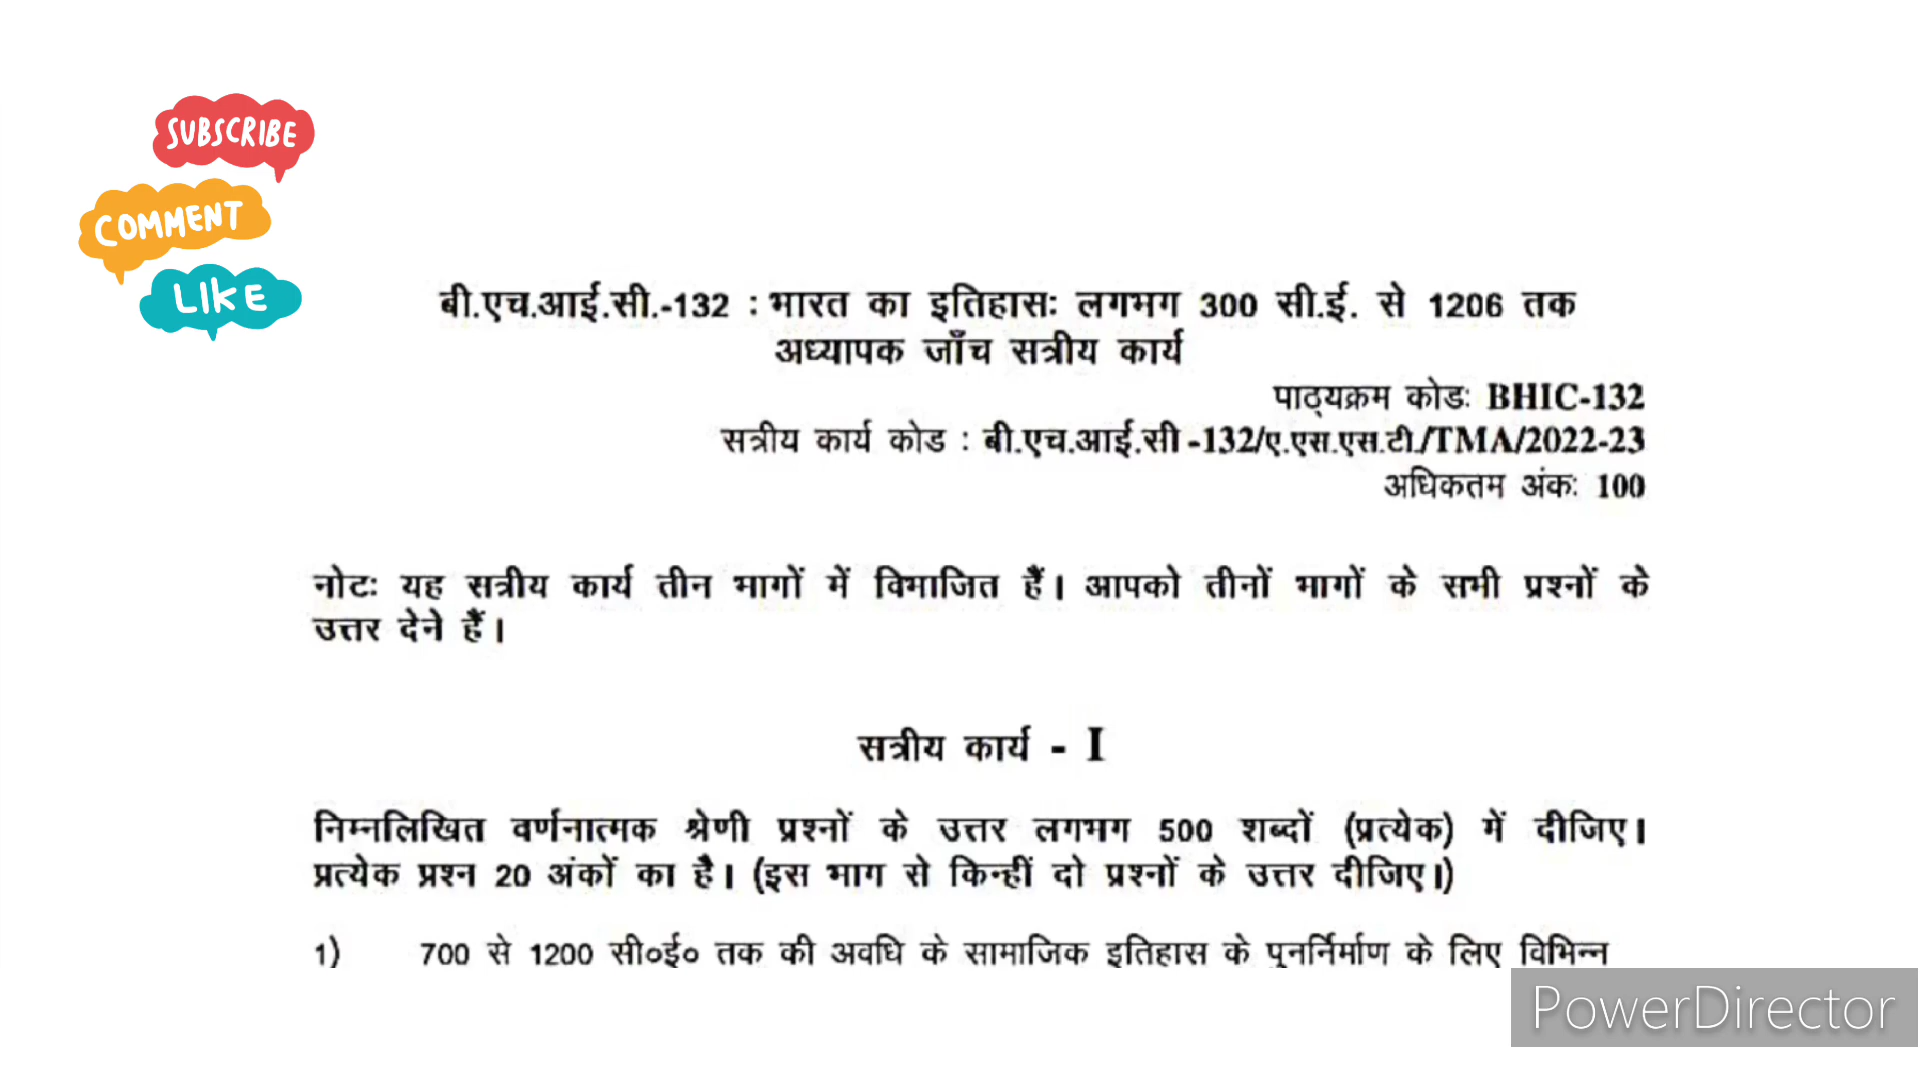 SUBSCRIBE
COMMENT
LIKE
बी.एच.आई.सी.-132 : भारत का इतिहासः लगभग 300 सी.ई. से 1206 तक
अध्यापक जाँच सत्रीय कार्य
पाठ्यक्रम कोडः BHIC-132
सत्रीय कार्य कोड : बी.एच.आई.सी -132/ए.एस.एस.टी./TMA/2022-23
अधिकतम अंकः 100
नोटः यह सत्रीय कार्य तीन भागों में विभाजित हैं। आपको तीनों भागों के सभी प्रश्नों के
उत्तर देने हैं।
सत्रीय कार्य - I
निम्नलिखित वर्णनात्मक श्रेणी प्रश्नों के उत्तर लगभग 500 शब्दों (प्रत्येक) में दीजिए।
प्रत्येक प्रश्न 20 अंकों का है। (इस भाग से किन्हीं दो प्रश्नों के उत्तर दीजिए।)
1) 700 से 1200 सी०ई० तक की अवधि के सामाजिक इतिहास के पुनर्निर्माण के लिए विभिन्न
PowerDirector